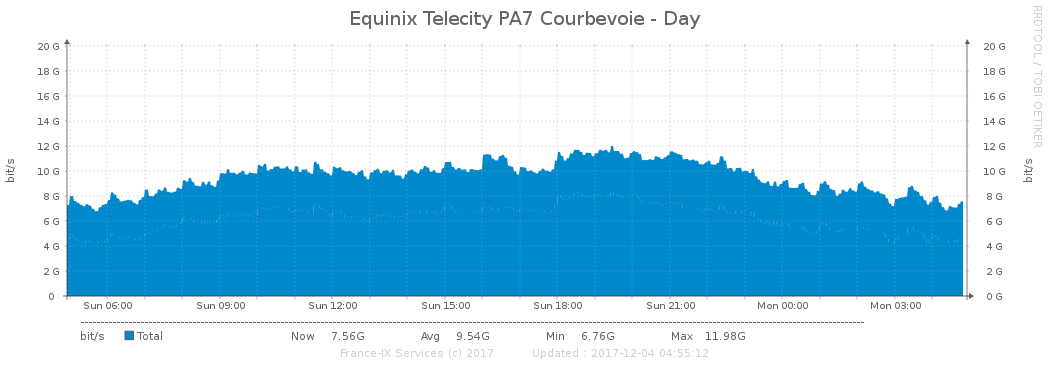 Equinix Telecity PA7 Courbevoie - Day
RRDTOOL / TOBI OETIKER
bit/s
bit/s
20 G 20 G
18 G 18 G
16 G 16 G
14 G 14 G
12 G 12 G
10 G 10 G
8 G 8 G
6 G 6 G
4 G 4 G
2 G 2 G
0 0 G
Sun 06:00 Sun 09:00 Sun 12:00 Sun 15:00 Sun 18:00 Sun 21:00 Mon 00:00 Mon 03:00
bit/s Total Now 7.56G Avg 9.54G Min 6.76G Max 11.98G
France-IX Services (c) 2017 Updated : 2017-12-04 04:55:12